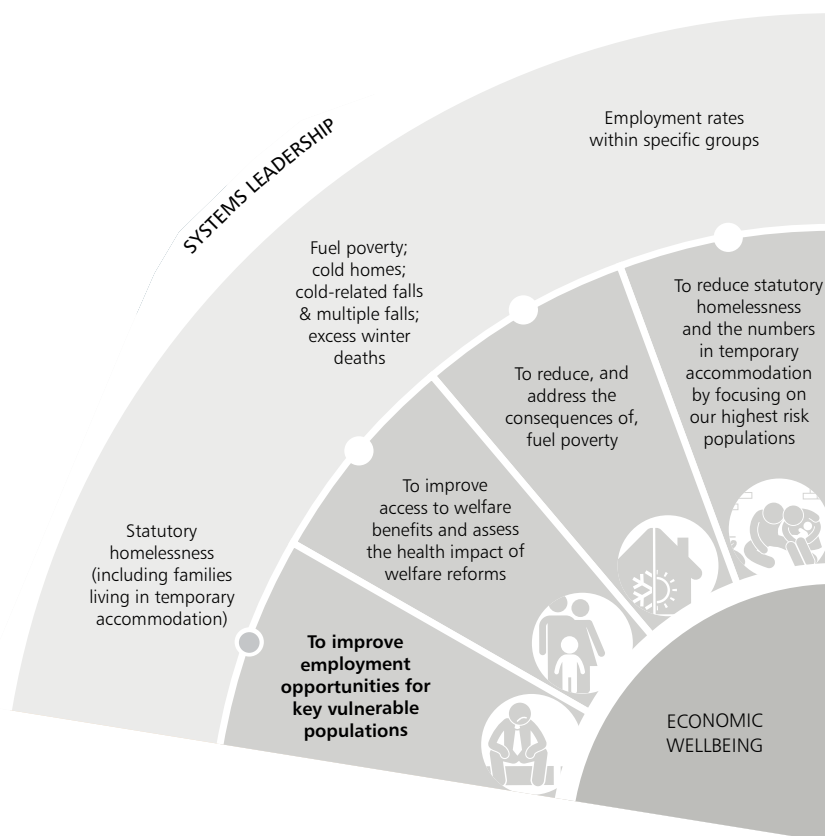 SYSTEMS LEADERSHIP
Employment rates
within specific groups
Fuel poverty;
cold homes;
cold-related falls
& multiple falls;
excess winter
deaths
Statutory
homelessness
(including families
living in temporary
accommodation)
To reduce statutory
homelessness
and the numbers
in temporary
accommodation
by focusing on
our highest risk
populations
To reduce, and
address the
consequences of,
fuel poverty
To improve
access to welfare
benefits and assess
the health impact of
welfare reforms
To improve
employment
opportunities for
key vulnerable
populations
ECONOMIC
WELLBEING